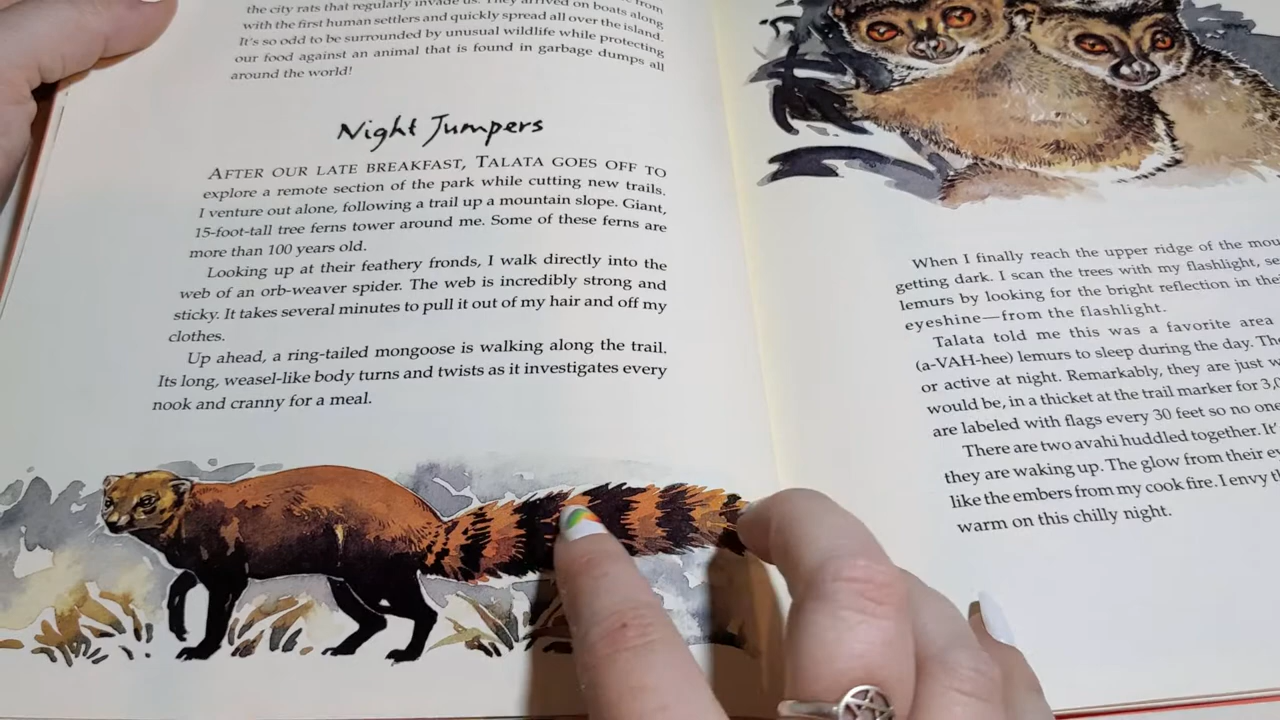 the city rats that regularly invade us. They arrived on boats along
with the first human settlers and quickly spread all over the island.
It's so odd to be surrounded by unusual wildlife while protecting
our food against an animal that is found in garbage dumps all
around the world!
Night Jumpers
AFTER OUR LATE BREAKFAST, TALATA GOES OFF TO
explore a remote section of the park while cutting new trails.
I venture out alone, following a trail up a mountain slope. Giant,
15-foot-tall tree ferns tower around me. Some of these ferns are
more than 100 years old.
Looking up at their feathery fronds, I walk directly into the
web of an orb-weaver spider. The web is incredibly strong and
sticky. It takes several minutes to pull it out of my hair and off my
clothes.
Up ahead, a ring-tailed mongoose is walking along the trail.
Its long, weasel-like body turns and twists as it investigates every
nook and cranny for a meal.
When I finally reach the upper ridge of the
getting dark. I scan the trees with my flashlight,
lemurs by looking for the bright reflection in
eyeshine—from the flashlight.
Talata told me this was a favorite area
(a-VAH-hee) lemurs to sleep during the day.
or active at night. Remarkably, they are just
would be, in a thicket at the trail marker for
are labeled with flags every 30 feet so no one
There are two avahi huddled together.
they are waking up. The glow from their
like the embers from my cook fire. I envy
warm on this chilly night.